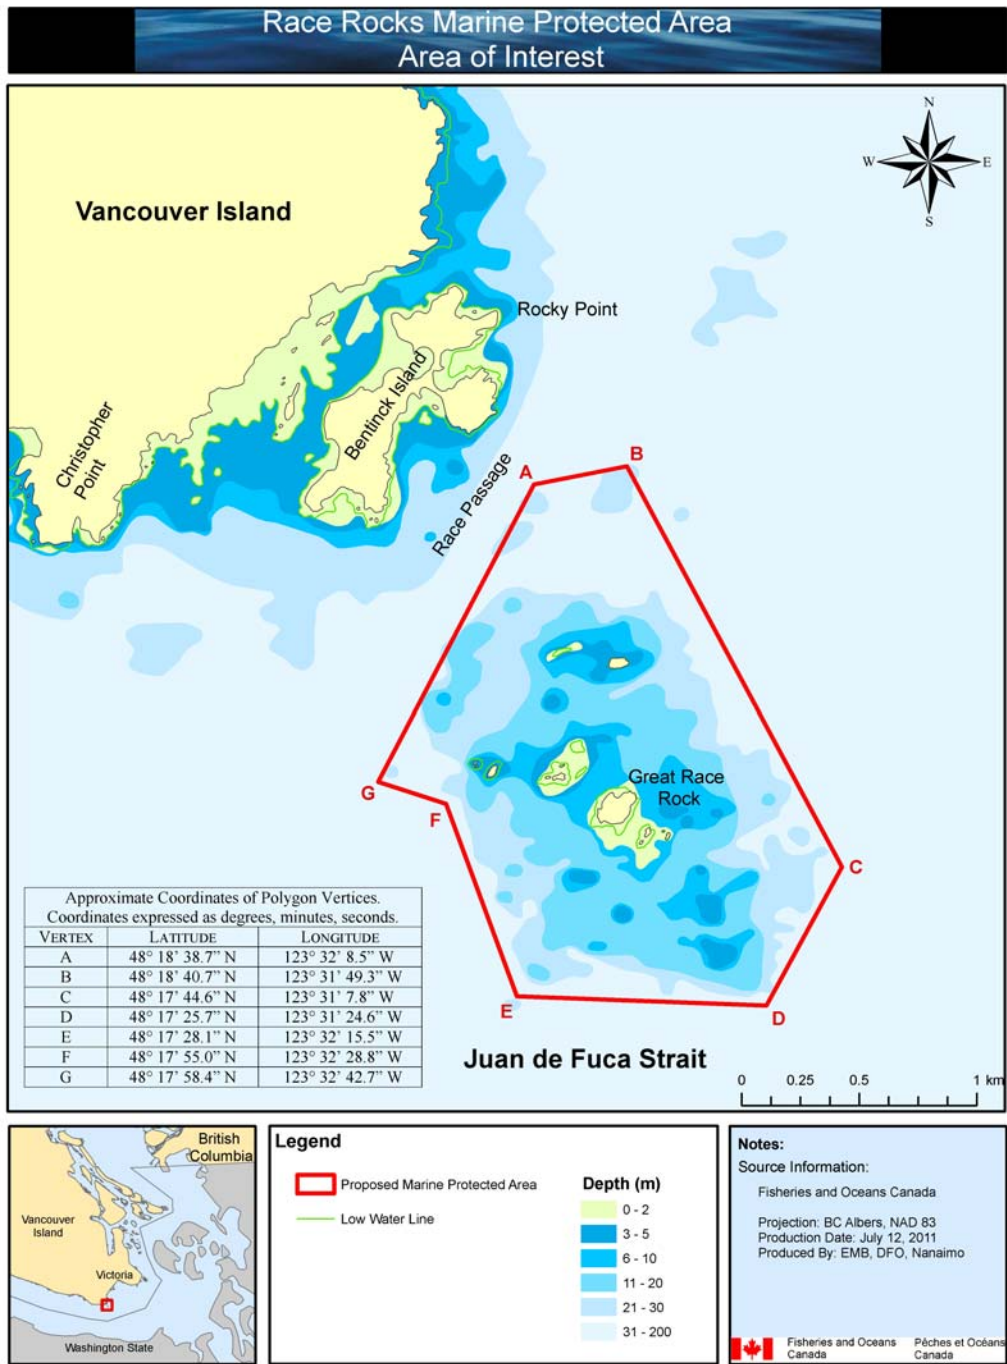 Race Rocks Marine Protected Area
Area of Interest
N
W
E
S
Vancouver Island
Rocky Point
Bentinck Island
Christopher
Point
Race Passage
A
B
Great Race
Rock
G
F
C
E
D
Juan de Fuca Strait
0 0.25 0.5 1 km
Approximate Coordinates of Polygon Vertices.
Coordinates expressed as degrees, minutes, seconds.
VERTEX LATITUDE LONGITUDE
A 48° 18’ 38.7” N 123° 32’ 8.5” W
B 48° 18’ 40.7” N 123° 31’ 49.3” W
C 48° 17’ 44.6” N 123° 31’ 7.8” W
D 48° 17’ 25.7” N 123° 31’ 24.6” W
E 48° 17’ 28.1” N 123° 32’ 15.5” W
F 48° 17’ 55.0” N 123° 32’ 28.8” W
G 48° 17’ 58.4” N 123° 32’ 42.7” W
British
Columbia
Vancouver
Island
Victoria
Washington State
Legend
Proposed Marine Protected Area
Low Water Line
Depth (m)
0 - 2
3 - 5
6 - 10
11 - 20
21 - 30
31 - 200
Notes:
Source Information:
Fisheries and Oceans Canada
Projection: BC Albers, NAD 83
Production Date: July 12, 2011
Produced By: EMB, DFO, Nanaimo
Fisheries and Oceans
Canada
Pêches et Océans
Canada